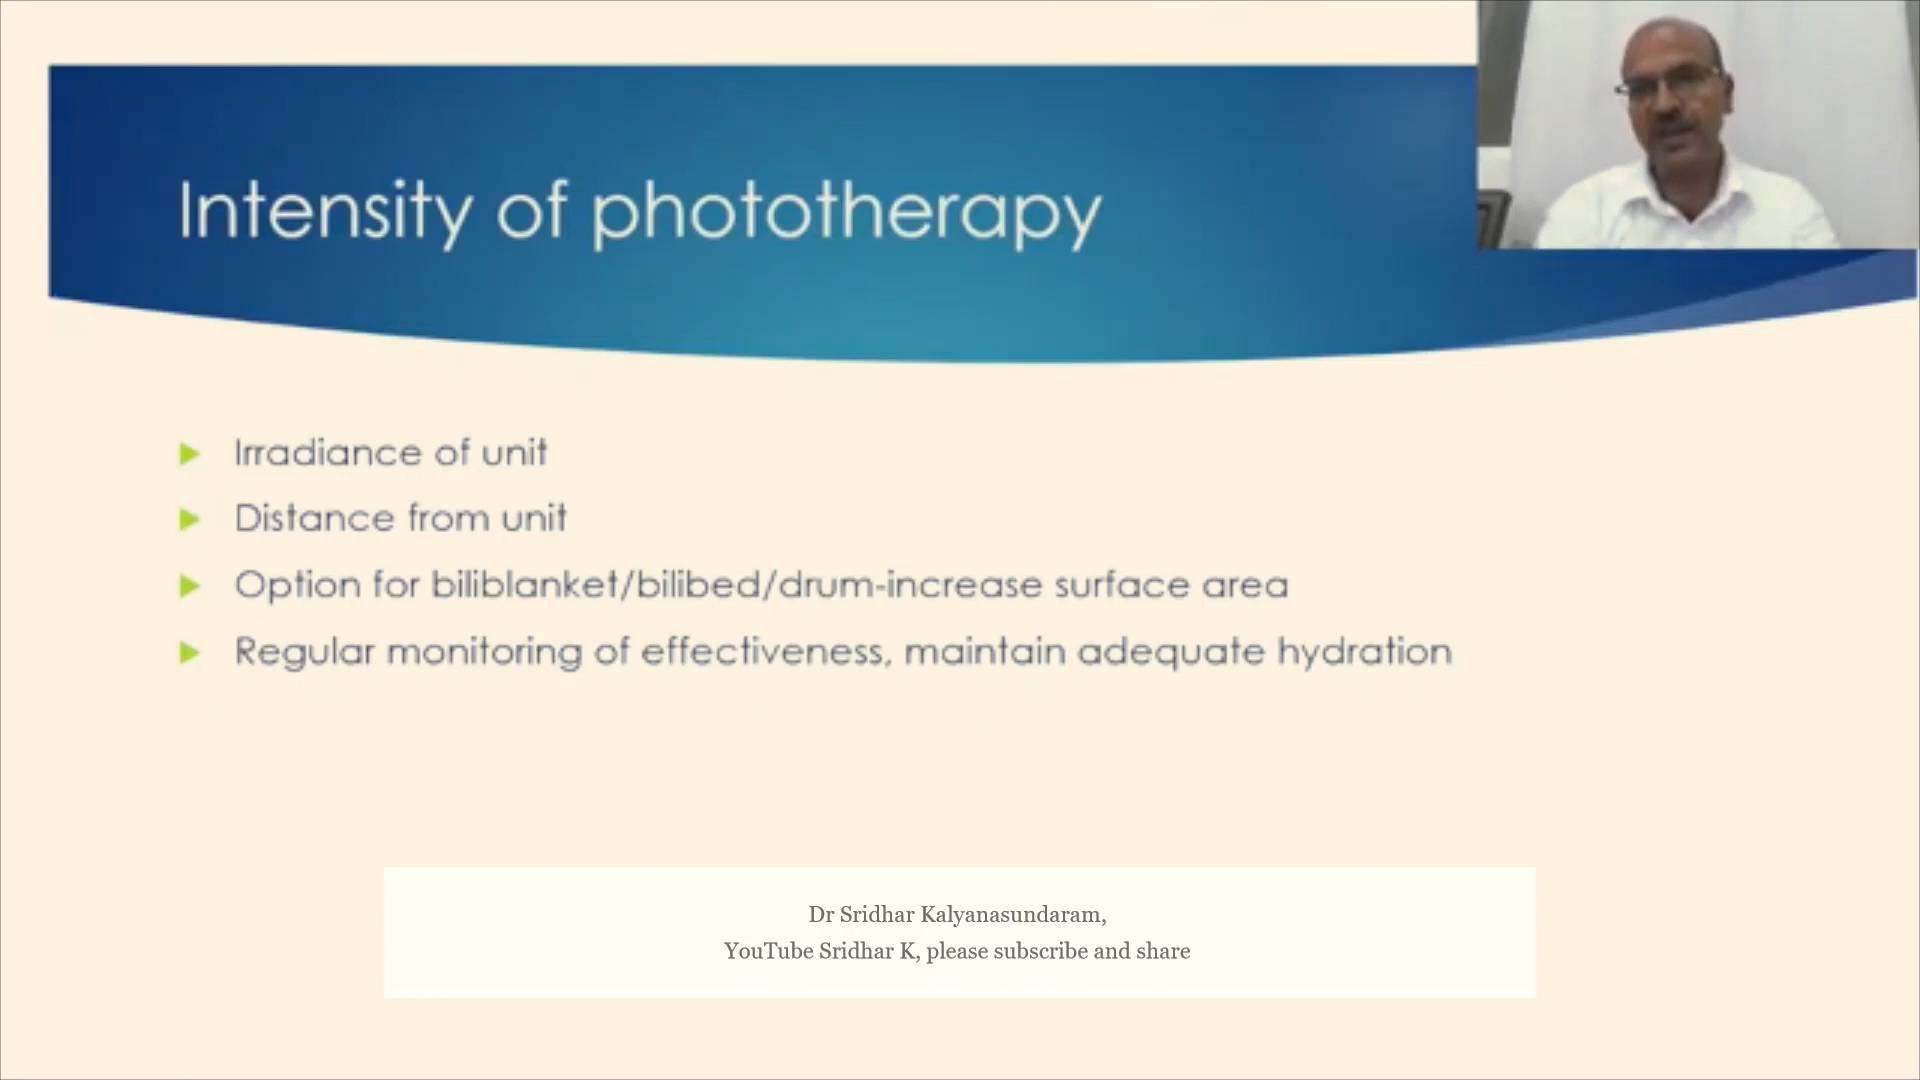 Intensity of phototherapy
Irradiance of unit
Distance from unit
Option for biliblanket/bilibed/drum-increase surface area
Regular monitoring of effectiveness, maintain adequate hydration
Dr Sridhar Kalyanasundaram,
YouTube Sridhar K, please subscribe and share